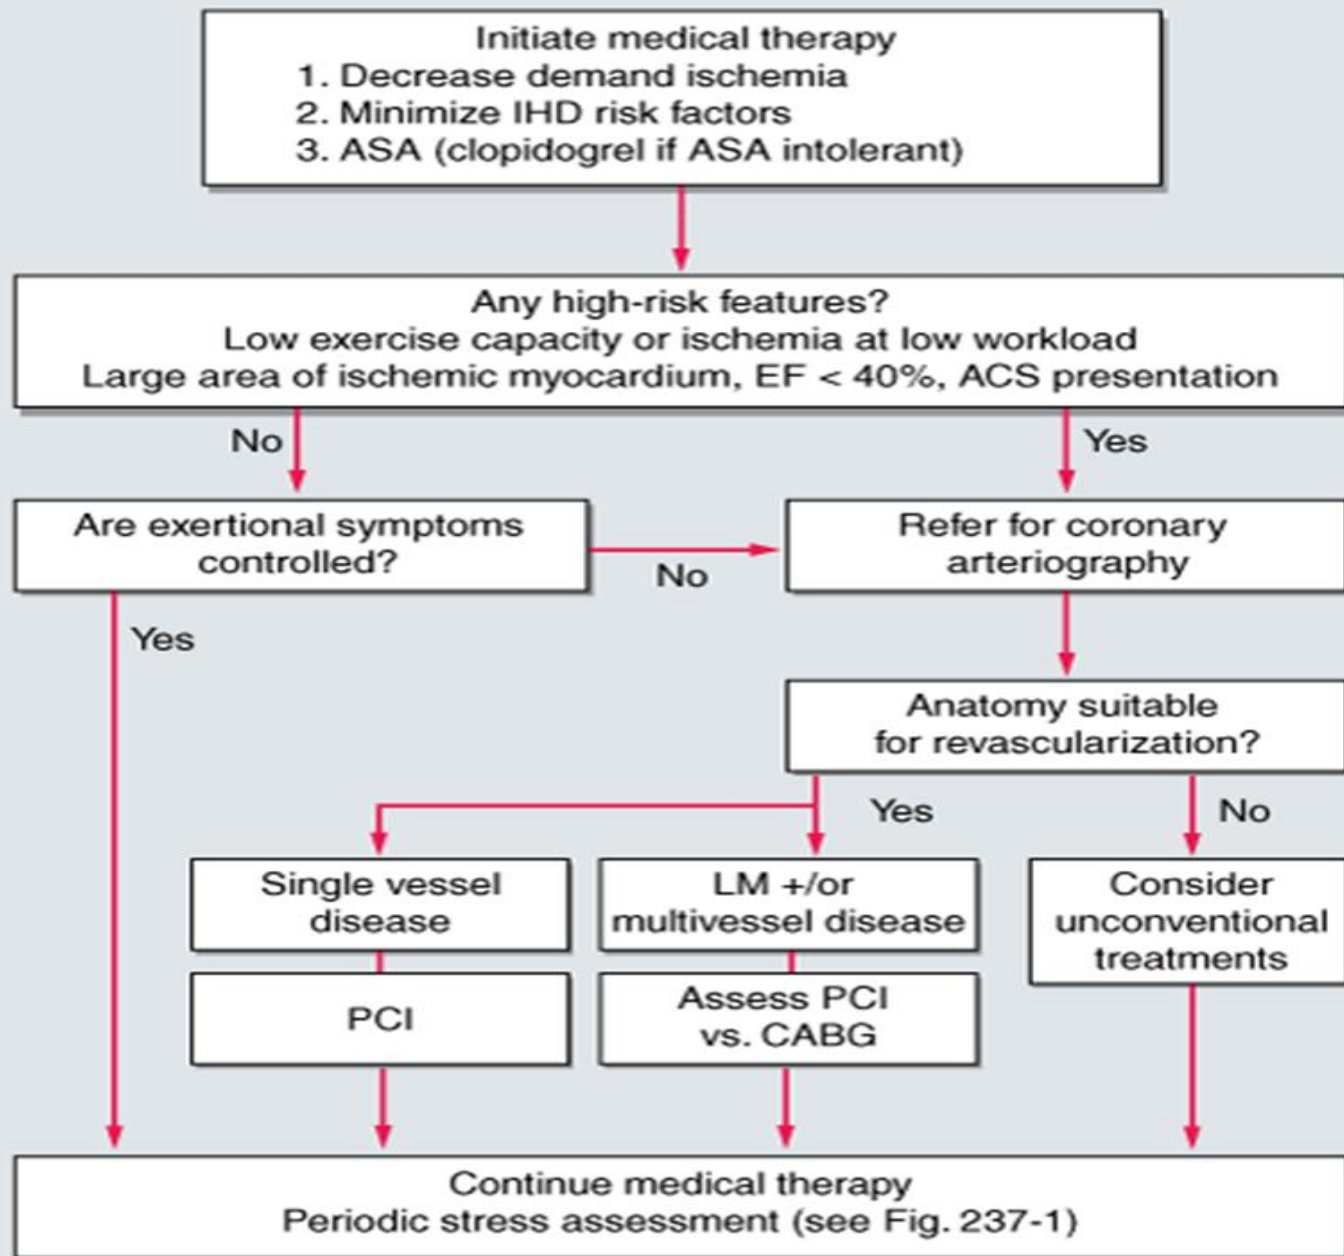 Initiate medical therapy
1. Decrease demand ischemia
2. Minimize IHD risk factors
3. ASA (clopidogrel if ASA intolerant)
Any high-risk features?
Low exercise capacity or ischemia at low workload
Large area of ischemic myocardium, EF < 40%, ACS presentation
No
Yes
Are exertional symptoms
controlled?
No
Refer for coronary
arteriography
Yes
Anatomy suitable
for revascularization?
Yes
No
Single vessel
disease
LM +/or
multivessel disease
Consider
unconventional
treatments
PCI
Assess PCI
vs. CABG
Continue medical therapy
Periodic stress assessment (see Fig. 237-1)